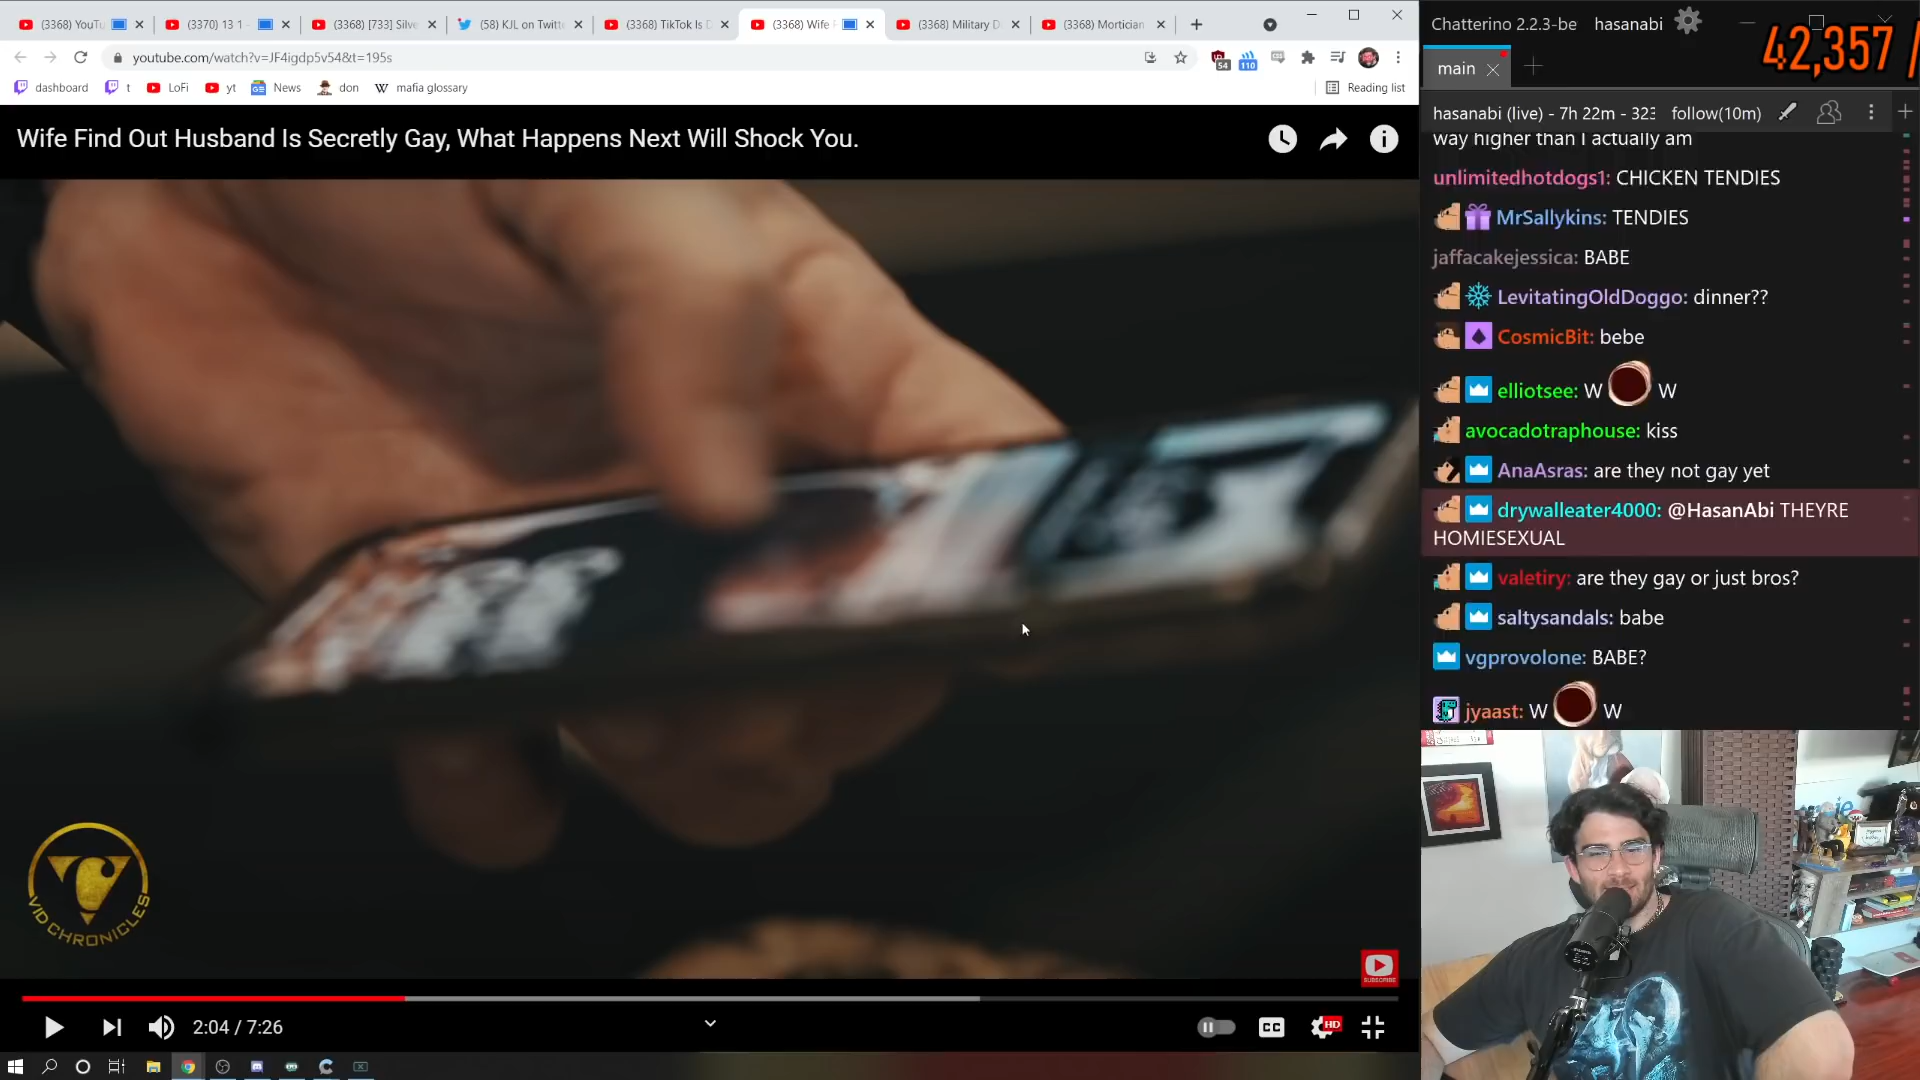 (3368) YouTu
(3370) 13 1 -
(3368) [733] Silve
(58) KJL on Twitt
(3368) TikTok Is D
(3368) Wife
(3368) Military D
(3368) Mortician
youtube.com/watch?v=JF4igdp5v54&t=195s
54
110
dashboard
t
LoFi
yt
News
don
W
mafia glossary
Reading list
Wife Find Out Husband Is Secretly Gay, What Happens Next Will Shock You.
VID CHRONICLES
SUBSCRIBE
2:04 / 7:26
CC
HD
Chatterino 2.2.3-be
hasanabi
42,357 /
main
hasanabi (live) - 7h 22m - 323
follow(10m)
way higher than I actually am
unlimitedhotdogs1: CHICKEN TENDIES
MrSallykins: TENDIES
jaffacakejessica: BABE
LevitatingOldDoggo: dinner??
CosmicBit: bebe
elliotsee: W W
avocadotraphouse: kiss
AnaAsras: are they not gay yet
drywalleater4000: @HasanAbi THEYRE
HOMIESEXUAL
valetiry: are they gay or just bros?
saltysandals: babe
vgprovolone: BABE?
jyaast: W W